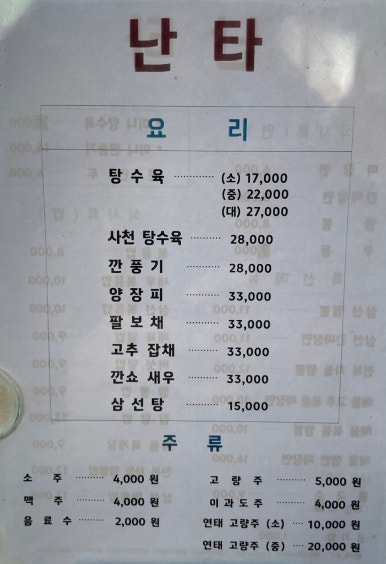 난 타
요 리
탕 수 육 ············ (소) 17,000
(중) 22,000
(대) 27,000
사천 탕수육 ·········· 28,000
깐 풍 기 ·········· 28,000
양 장 피 ·········· 33,000
팔 보 채 ·········· 33,000
고추 잡채 ·········· 33,000
깐쇼 새우 ·········· 33,000
삼 선 탕 ·········· 15,000
주 류
소 주 ········ 4,000 원 고 량 주 ········ 5,000 원
맥 주 ········ 4,000 원 미 과 도 주 ········ 4,000 원
음 료 수 ········ 2,000 원 연태 고량주 (소) ···· 10,000 원
연태 고량주 (중) ···· 20,000 원